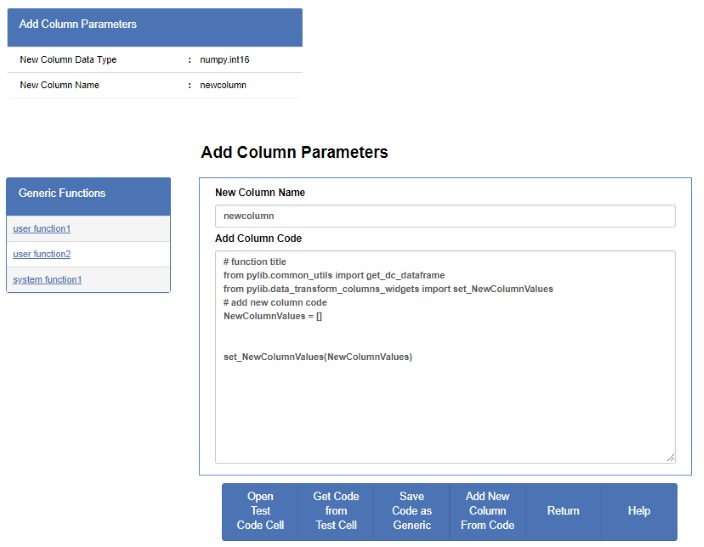 Add Column Parameters
New Column Data Type : numpy.int16
New Column Name : newcolumn
Add Column Parameters
Generic Functions
user function1
user function2
system function1
New Column Name
newcolumn
Add Column Code
# function title
from pylib.common_utils import get_dc_dataframe
from pylib.data_transform_columns_widgets import set_NewColumnValues
# add new column code
NewColumnValues = []
set_NewColumnValues(NewColumnValues)
Open
Test
Code Cell
Get Code
from
Test Cell
Save
Code as
Generic
Add New
Column
From Code
Return
Help